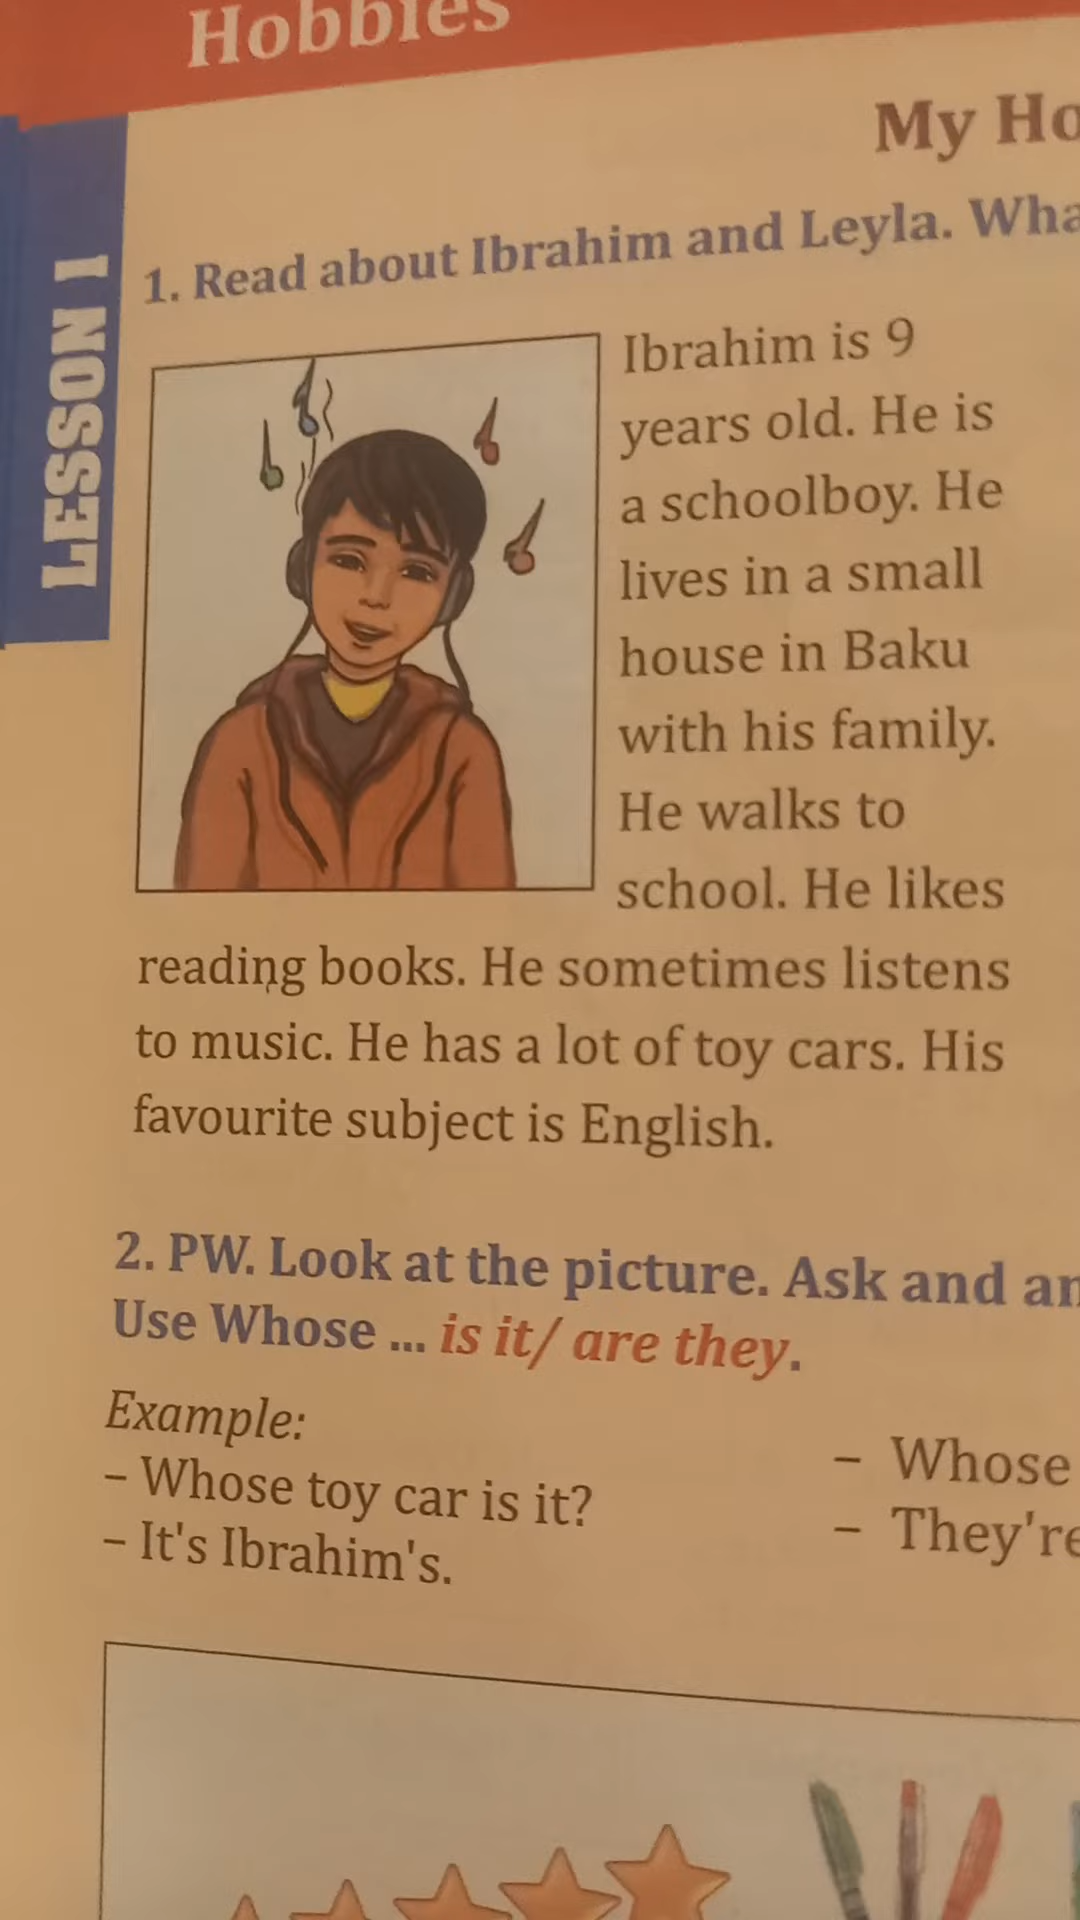 Hobbies
My
LESSON 1
1. Read about Ibrahim and Leyla.
Ibrahim is 9
years old. He is
a schoolboy. He
lives in a small
house in Baku
with his family.
He walks to
school. He likes
reading books. He sometimes listens
to music. He has a lot of toy cars. His
favourite subject is English.
2. PW. Look at the picture. Ask and
Use Whose ... is it/ are they.
Example:
– Whose toy car is it?
– It's Ibrahim's.
– Whose
– They're